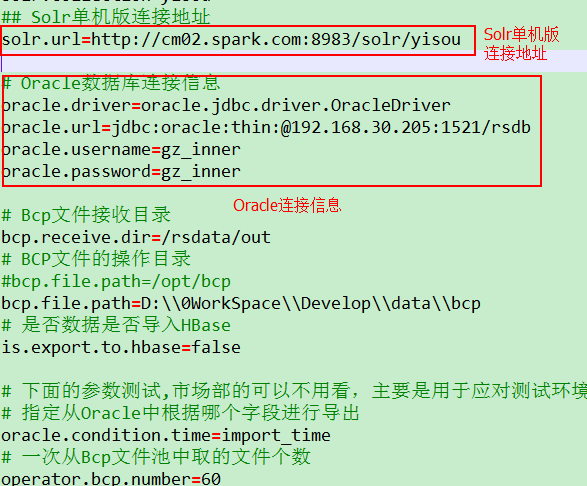 ## Solr单机版连接地址
solr.url=http://cm02.spark.com:8983/solr/yisou
Solr单机版
连接地址
# Oracle数据库连接信息
oracle.driver=oracle.jdbc.driver.OracleDriver
oracle.url=jdbc:oracle:thin:@192.168.30.205:1521/rsdb
oracle.username=gz_inner
oracle.password=gz_inner
Oracle连接信息
# Bcp文件接收目录
bcp.receive.dir=/rsdata/out
# BCP文件的操作目录
#bcp.file.path=/opt/bcp
bcp.file.path=D:\\0WorkSpace\\Develop\\data\\bcp
# 是否数据是否导入HBase
is.export.to.hbase=false
# 下面的参数测试,市场部的可以不用看，主要是用于应对测试环境
# 指定从Oracle中根据哪个字段进行导出
oracle.condition.time=import_time
# 一次从Bcp文件池中取的文件个数
operator.bcp.number=60